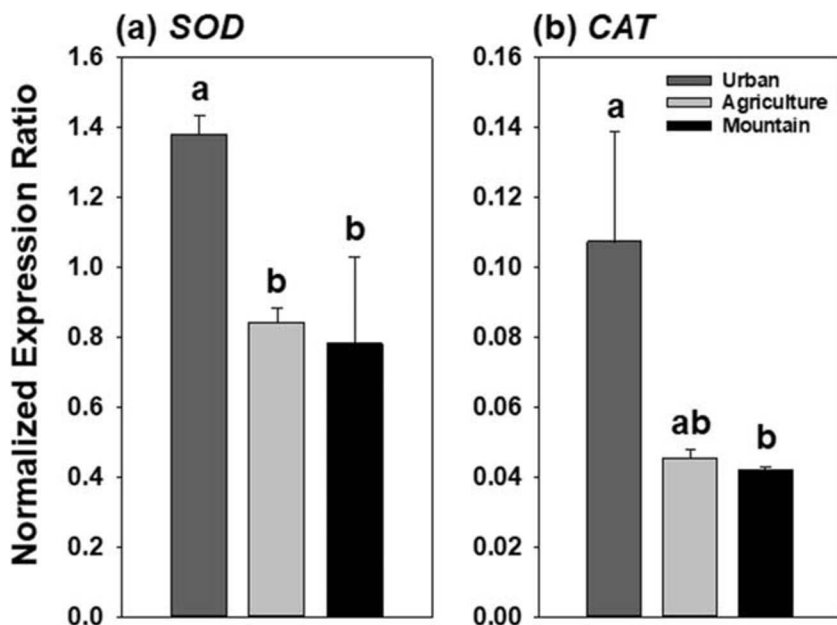 (a) SOD
(b) CAT
Normalized Expression Ratio
1.6
1.4
1.2
1.0
0.8
0.6
0.4
0.2
0.0
a
b
b
0.16
0.14
0.12
0.10
0.08
0.06
0.04
0.02
0.00
Urban
Agriculture
Mountain
a
ab
b